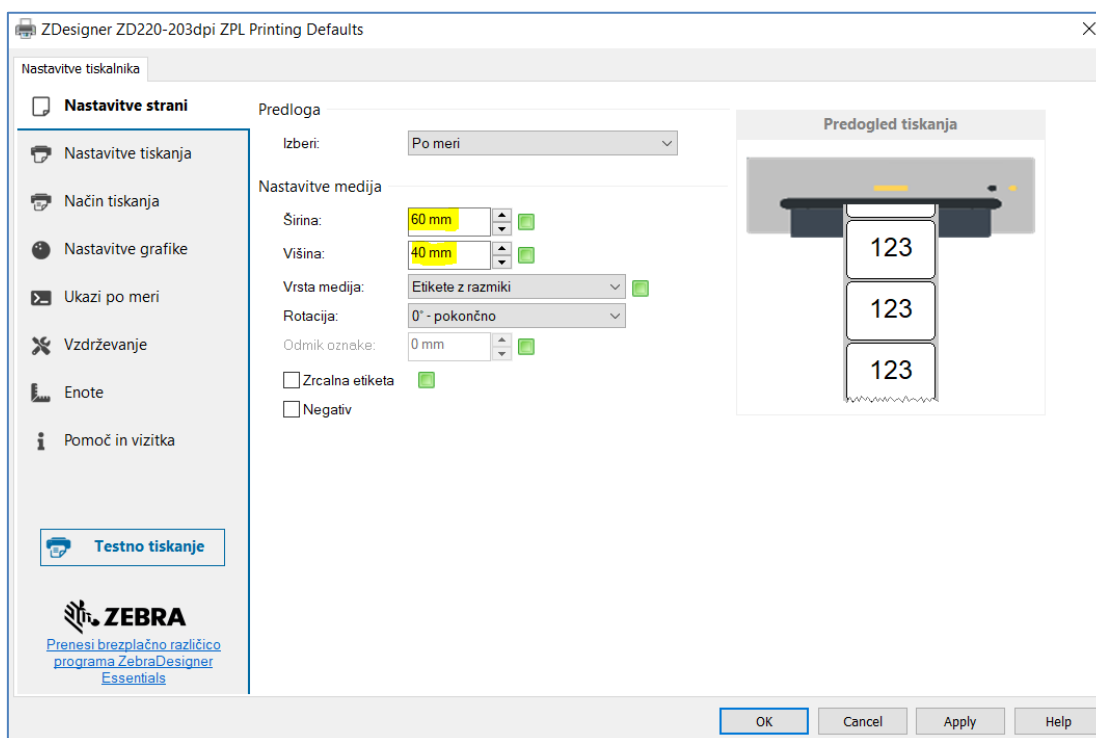 ZDesigner ZD220-203dpi ZPL Printing Defaults
Nastavitve tiskalnika
Nastavitve strani
Nastavitve tiskanja
Način tiskanja
Nastavitve grafike
Ukazi po meri
Vzdrževanje
Enote
Pomoč in vizitka
Testno tiskanje
ZEBRA
Prenesi brezplačno različico
programa ZebraDesigner
Essentials
Predloga
Izberi: Po meri
Nastavitve medija
Širina: 60 mm
Višina: 40 mm
Vrsta medija: Etikete z razmiki
Rotacija: 0° - pokončno
Odmik oznake: 0 mm
Zrcalna etiketa
Negativ
Predogled tiskanja
123
123
123
OK Cancel Apply Help